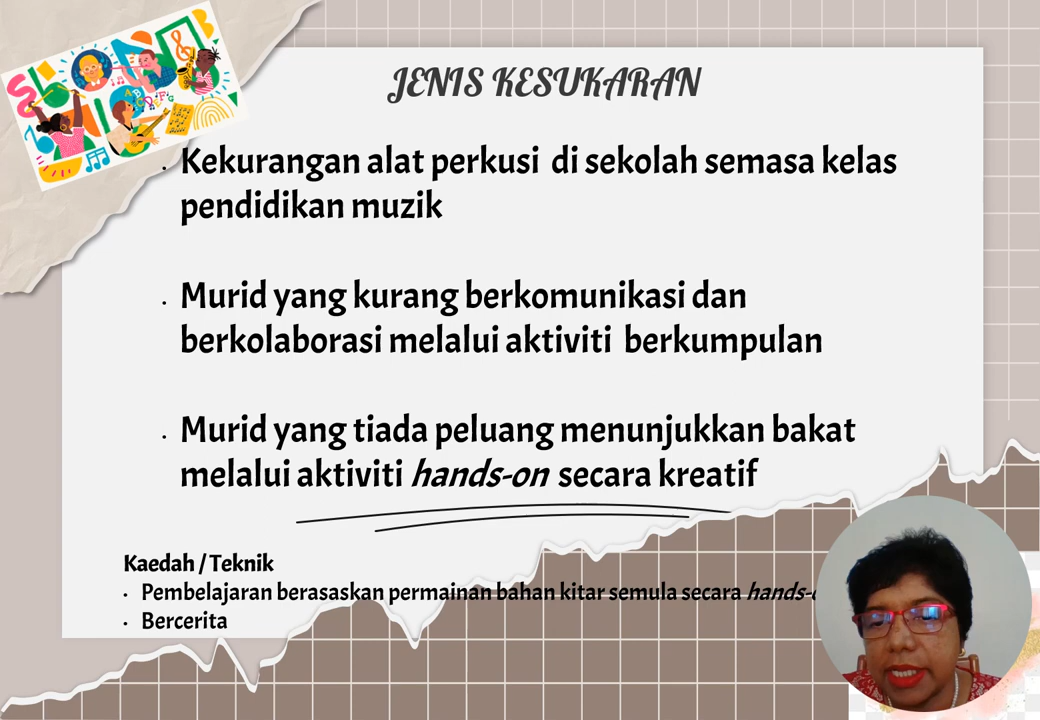 JENIS KESUKARAN
• Kekurangan alat perkusi di sekolah semasa kelas
pendidikan muzik
• Murid yang kurang berkomunikasi dan
berkolaborasi melalui aktiviti berkumpulan
• Murid yang tiada peluang menunjukkan bakat
melalui aktiviti hands-on secara kreatif
Kaedah / Teknik
• Pembelajaran berasaskan permainan bahan kitar semula secara hands-
• Bercerita